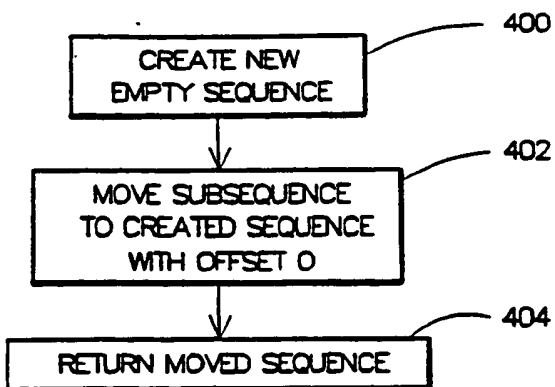 400
CREATE NEW
EMPTY SEQUENCE
402
MOVE SUBSEQUENCE
TO CREATED SEQUENCE
WITH OFFSET 0
404
RETURN MOVED SEQUENCE